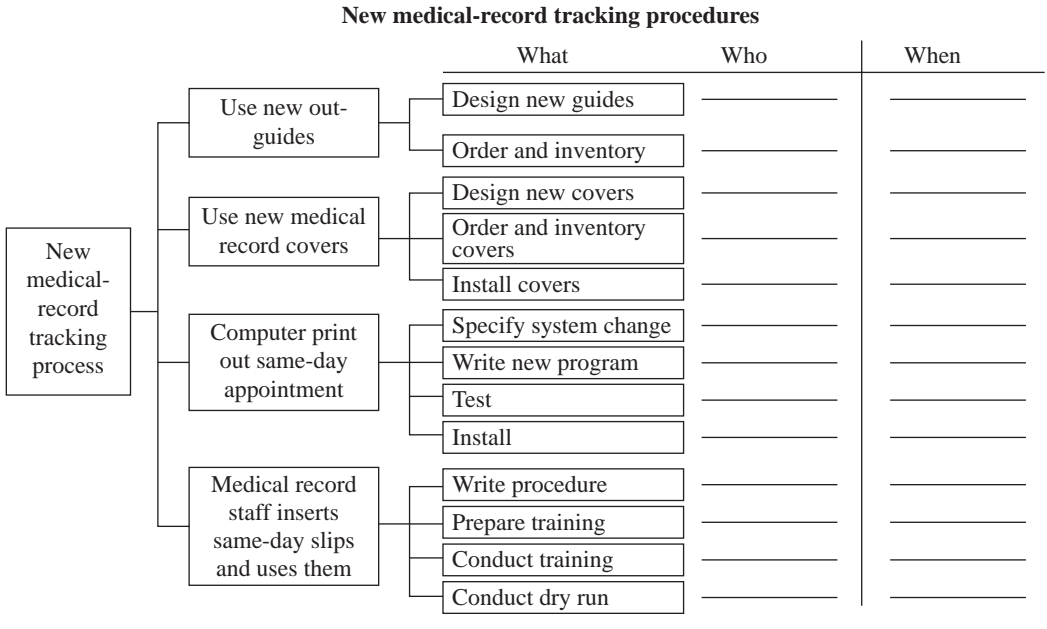 New medical-record tracking procedures
What Who When
New
medical-
record
tracking
process
Use new out-
guides
Design new guides
Order and inventory
Use new medical
record covers
Design new covers
Order and inventory
covers
Install covers
Computer print
out same-day
appointment
Specify system change
Write new program
Test
Install
Medical record
staff inserts
same-day slips
and uses them
Write procedure
Prepare training
Conduct training
Conduct dry run